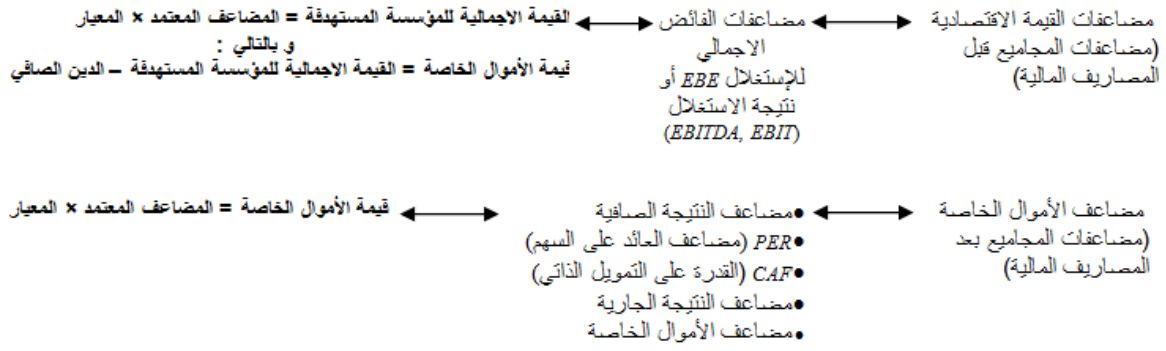 مضاعفات القيمة الاقتصادية
(مضاعفات المجاميع قبل
المصاريف المالية)
مضاعفات الفائض
الاجمالي
للإستغلال EBE أو
نتيجة الاستغلال
(EBITDA, EBIT)
القيمة الاجمالية للمؤسسة المستهدفة = المضاعف المعتمد × المعيار
و بالتالي :
قيمة الأموال الخاصة = القيمة الاجمالية للمؤسسة المستهدفة – الدين الصافي
مضاعف الأموال الخاصة
(مضاعفات المجاميع بعد
المصاريف المالية)
●مضاعف النتيجة الصافية
●PER (مضاعف العائد على السهم)
●CAF (القدرة على التمويل الذاتي)
●مضاعف النتيجة الجارية
●مضاعف الأموال الخاصة
قيمة الأموال الخاصة = المضاعف المعتمد × المعيار